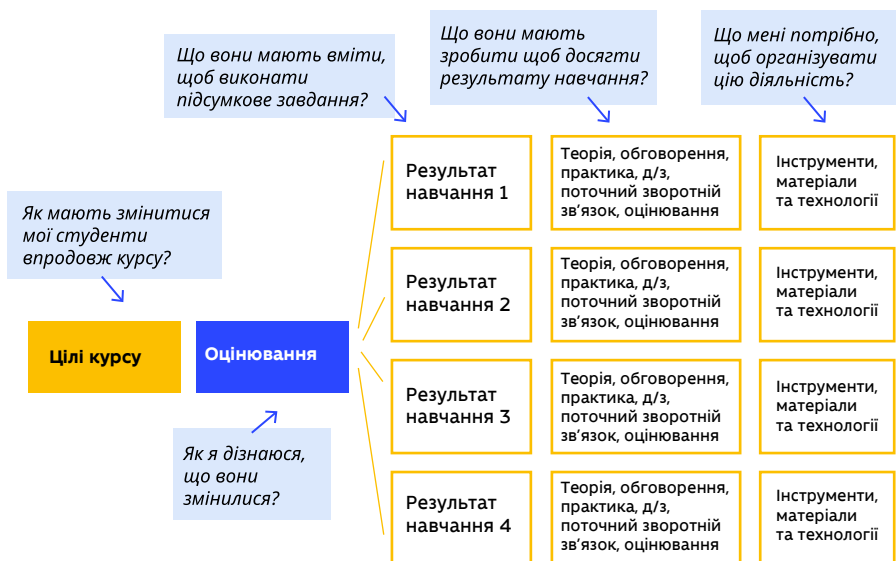 Що вони мають вміти,
щоб виконати
підсумкове завдання?
Що вони мають
зробити щоб досягти
результату навчання?
Що мені потрібно,
щоб організувати
цію діяльність?
Як мають змінитися
мої студенти
впродовж курсу?
Цілі курсу
Оцінювання
Як я дізнаюся,
що вони
змінилися?
Результат
навчання 1
Теорія, обговорення,
практика, д/з,
поточний зворотній
зв’язок, оцінювання
Інструменти,
матеріали
та технології
Результат
навчання 2
Теорія, обговорення,
практика, д/з,
поточний зворотній
зв’язок, оцінювання
Інструменти,
матеріали
та технології
Результат
навчання 3
Теорія, обговорення,
практика, д/з,
поточний зворотній
зв’язок, оцінювання
Інструменти,
матеріали
та технології
Результат
навчання 4
Теорія, обговорення,
практика, д/з,
поточний зворотній
зв’язок, оцінювання
Інструменти,
матеріали
та технології